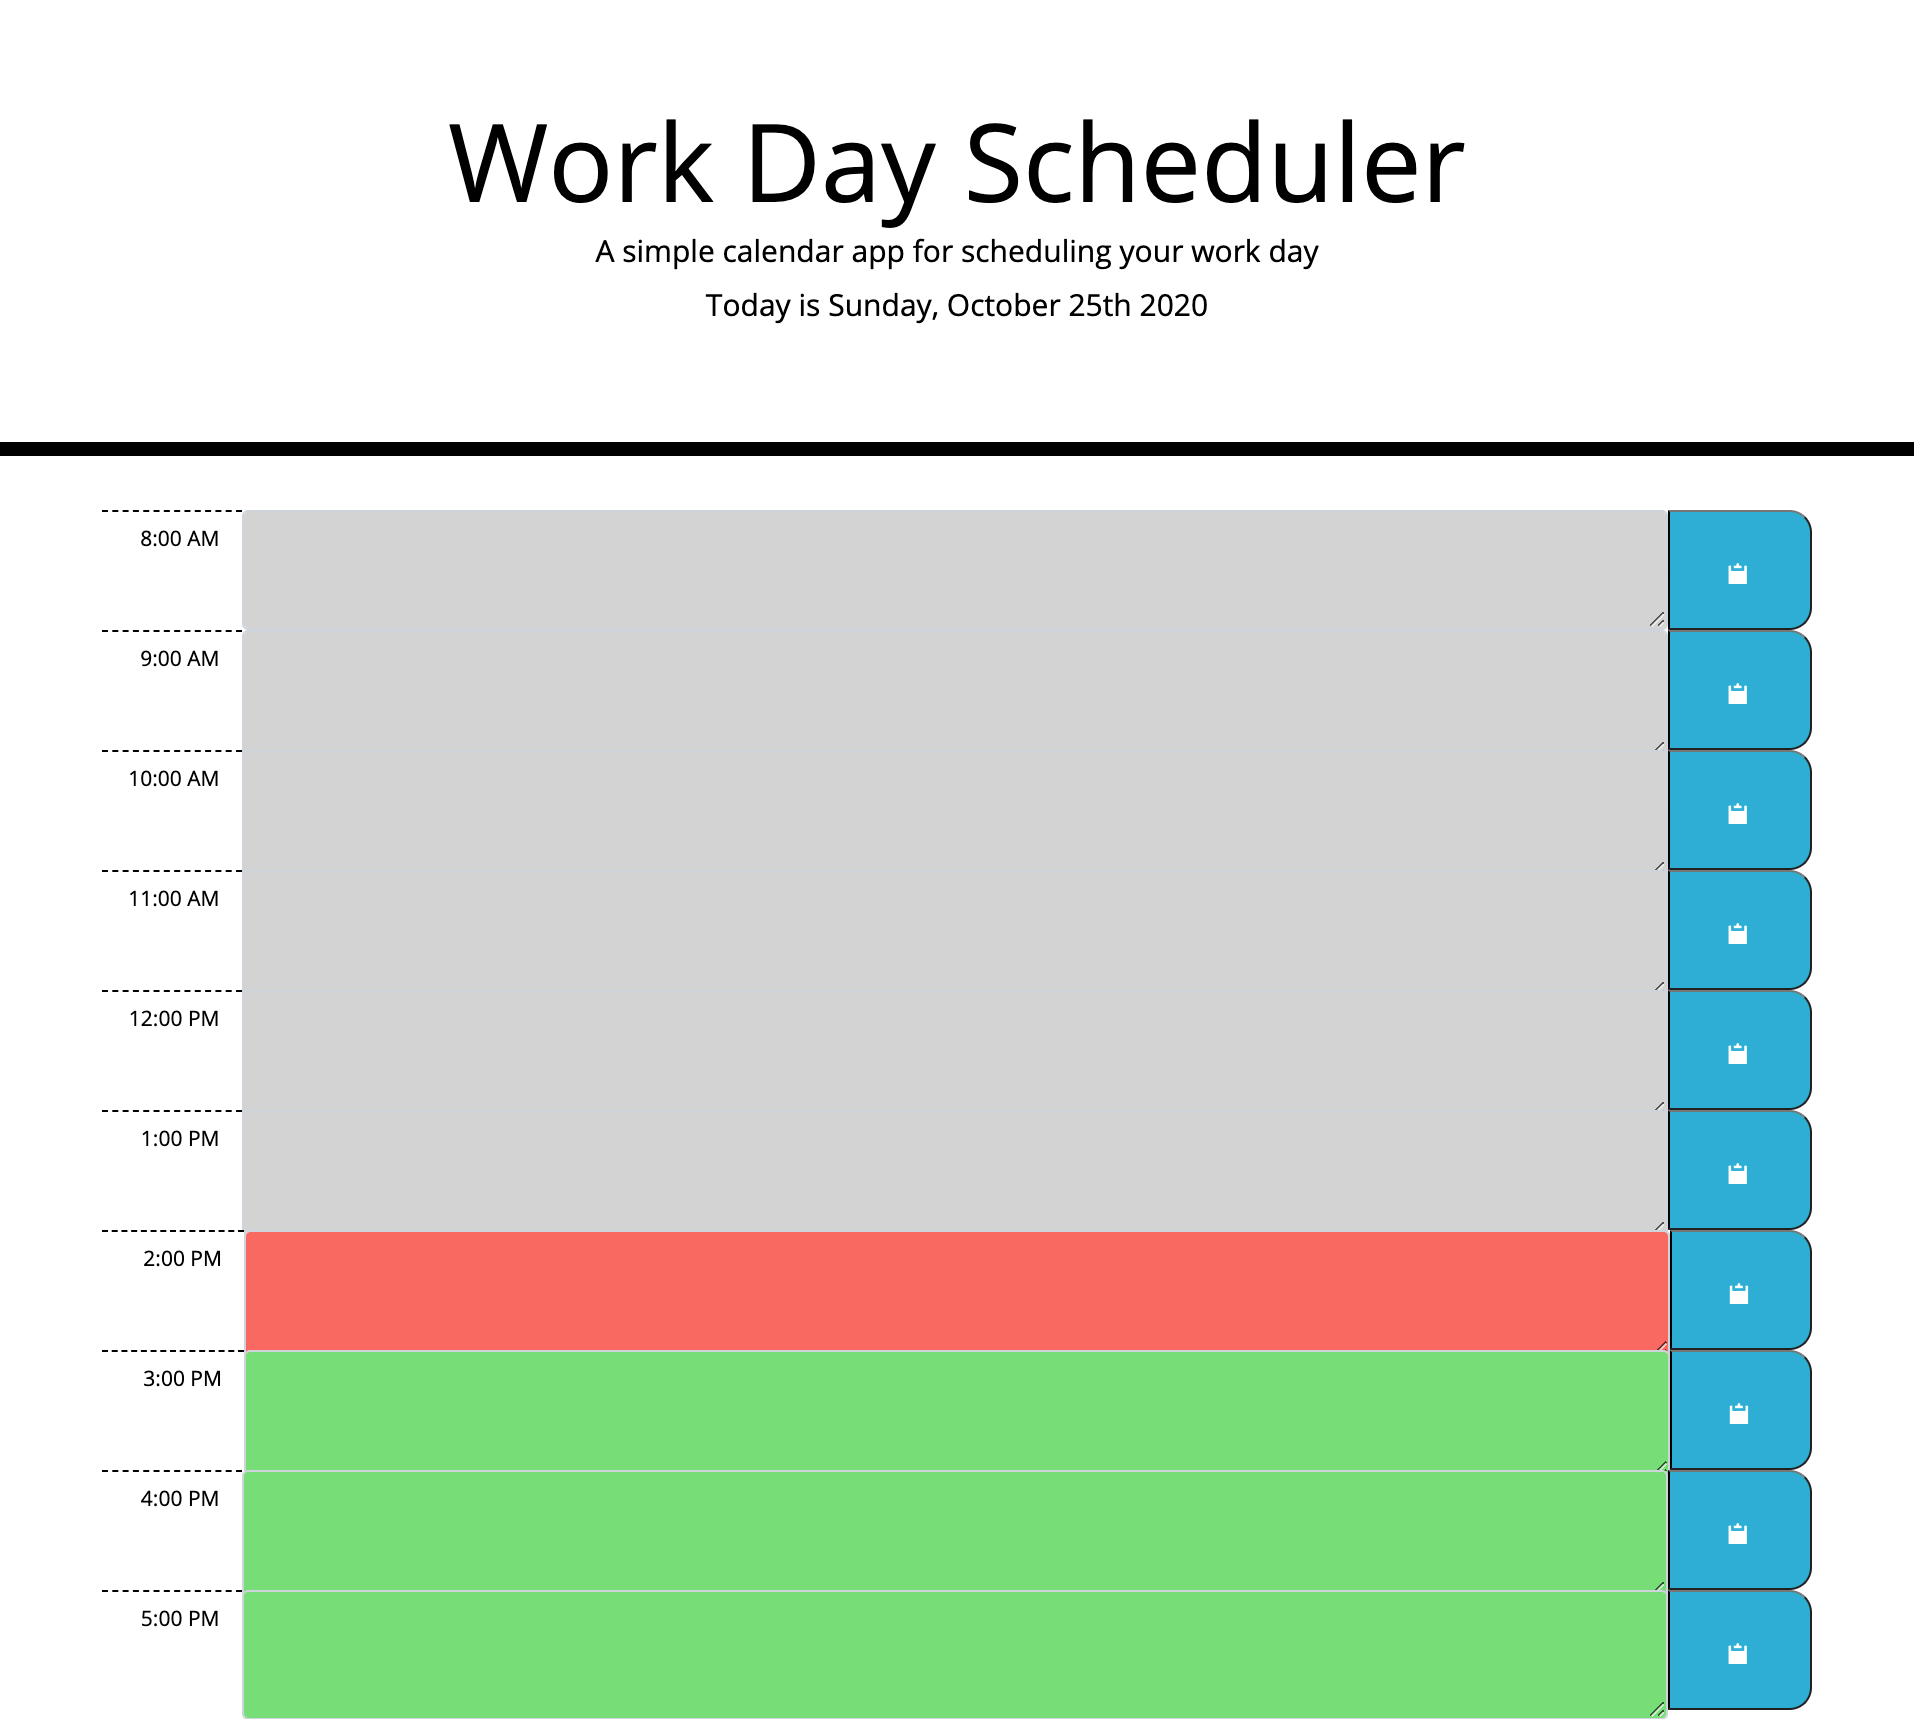 Work Day Scheduler
A simple calendar app for scheduling your work day
Today is Sunday, October 25th 2020
8:00 AM
9:00 AM
10:00 AM
11:00 AM
12:00 PM
1:00 PM
2:00 PM
3:00 PM
4:00 PM
5:00 PM